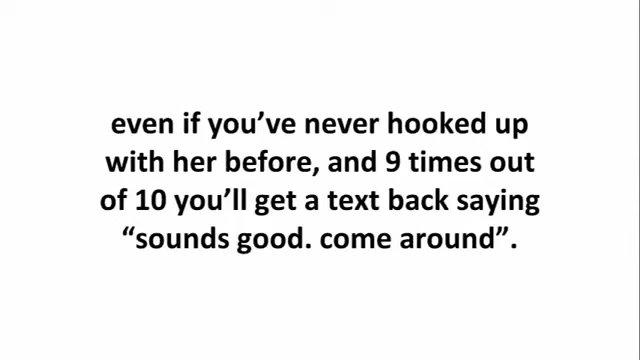 even if you’ve never hooked up
with her before, and 9 times out
of 10 you’ll get a text back saying
“sounds good. come around”.